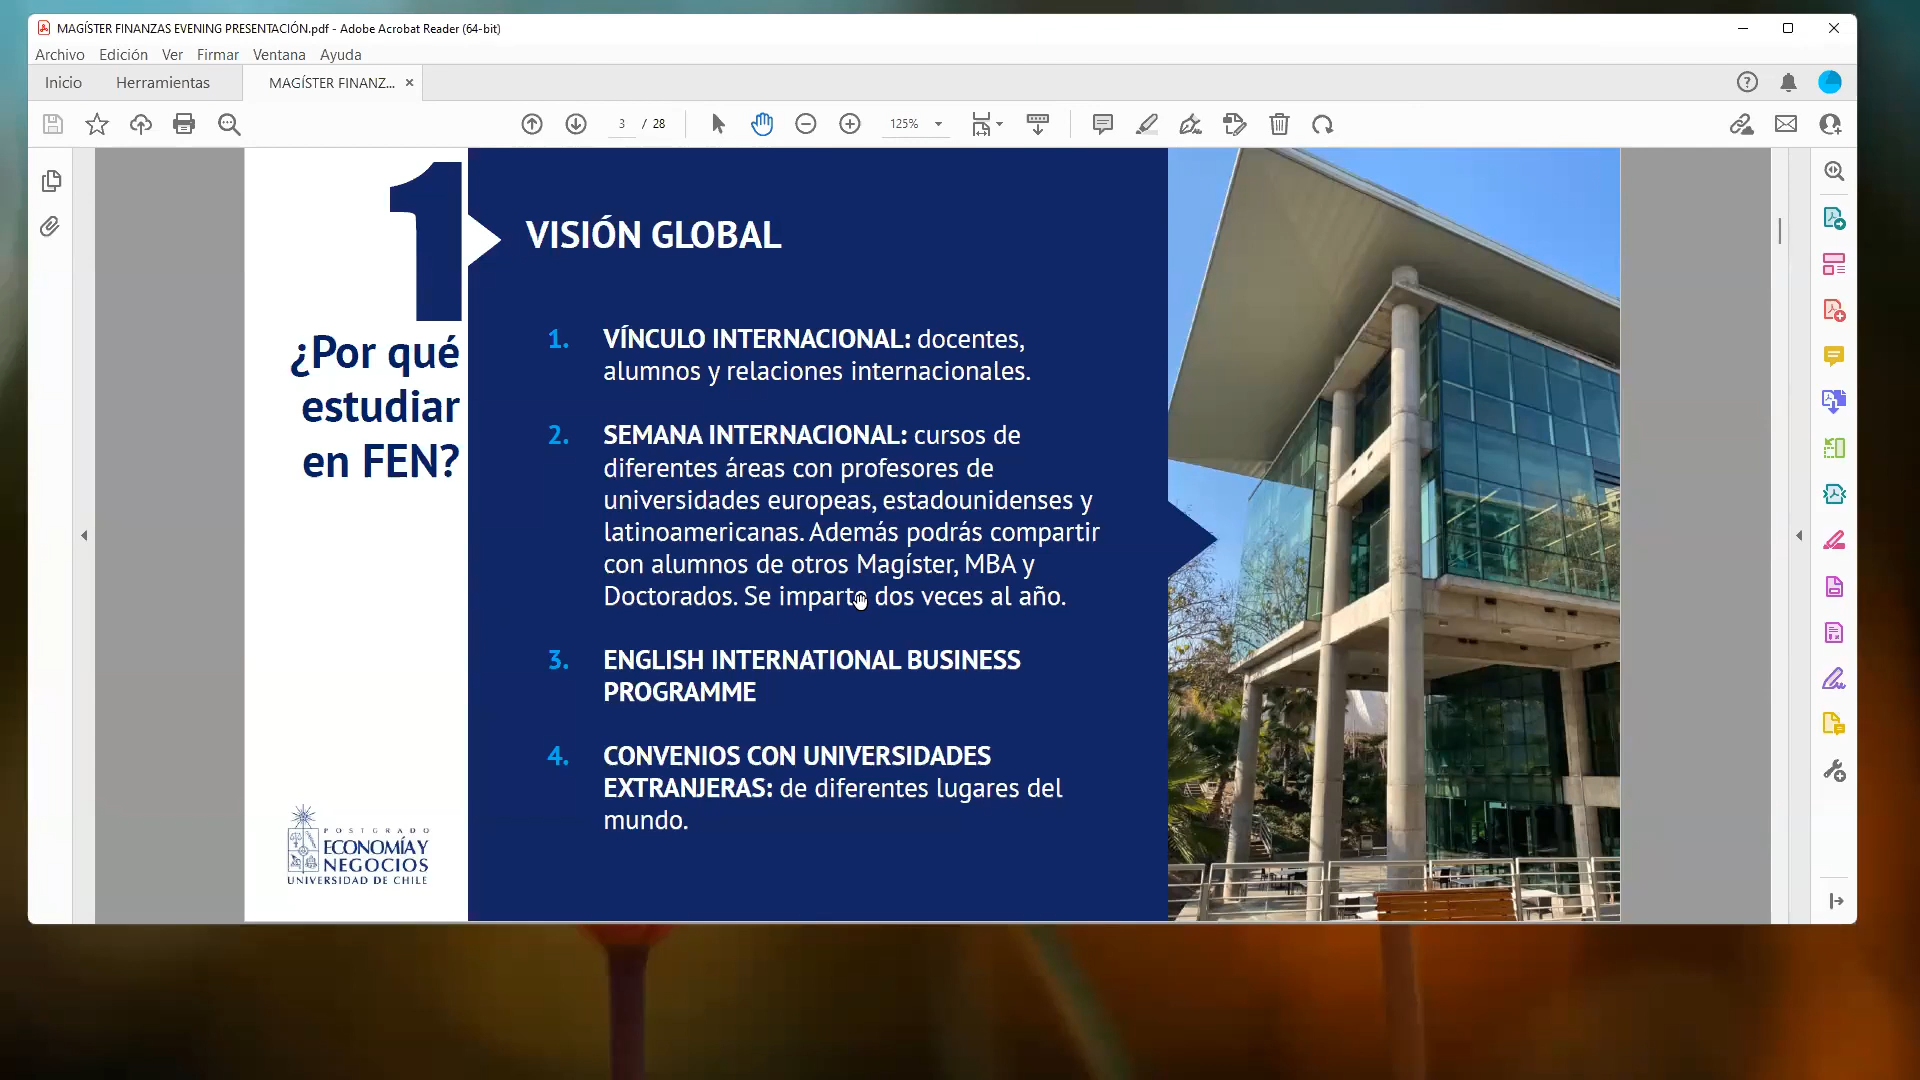 MAGÍSTER FINANZAS EVENING PRESENTACIÓN.pdf - Adobe Acrobat Reader (64-bit)
Archivo Edición Ver Firmar Ventana Ayuda
Inicio Herramientas MAGÍSTER FINANZ... ×
3 / 28 125%
1
¿Por qué
estudiar
en FEN?
POSTGRADO
ECONOMÍA Y
NEGOCIOS
UNIVERSIDAD DE CHILE
VISIÓN GLOBAL
1. VÍNCULO INTERNACIONAL: docentes,
alumnos y relaciones internacionales.
2. SEMANA INTERNACIONAL: cursos de
diferentes áreas con profesores de
universidades europeas, estadounidenses y
latinoamericanas. Además podrás compartir
con alumnos de otros Magíster, MBA y
Doctorados. Se imparte dos veces al año.
3. ENGLISH INTERNATIONAL BUSINESS
PROGRAMME
4. CONVENIOS CON UNIVERSIDADES
EXTRANJERAS: de diferentes lugares del
mundo.